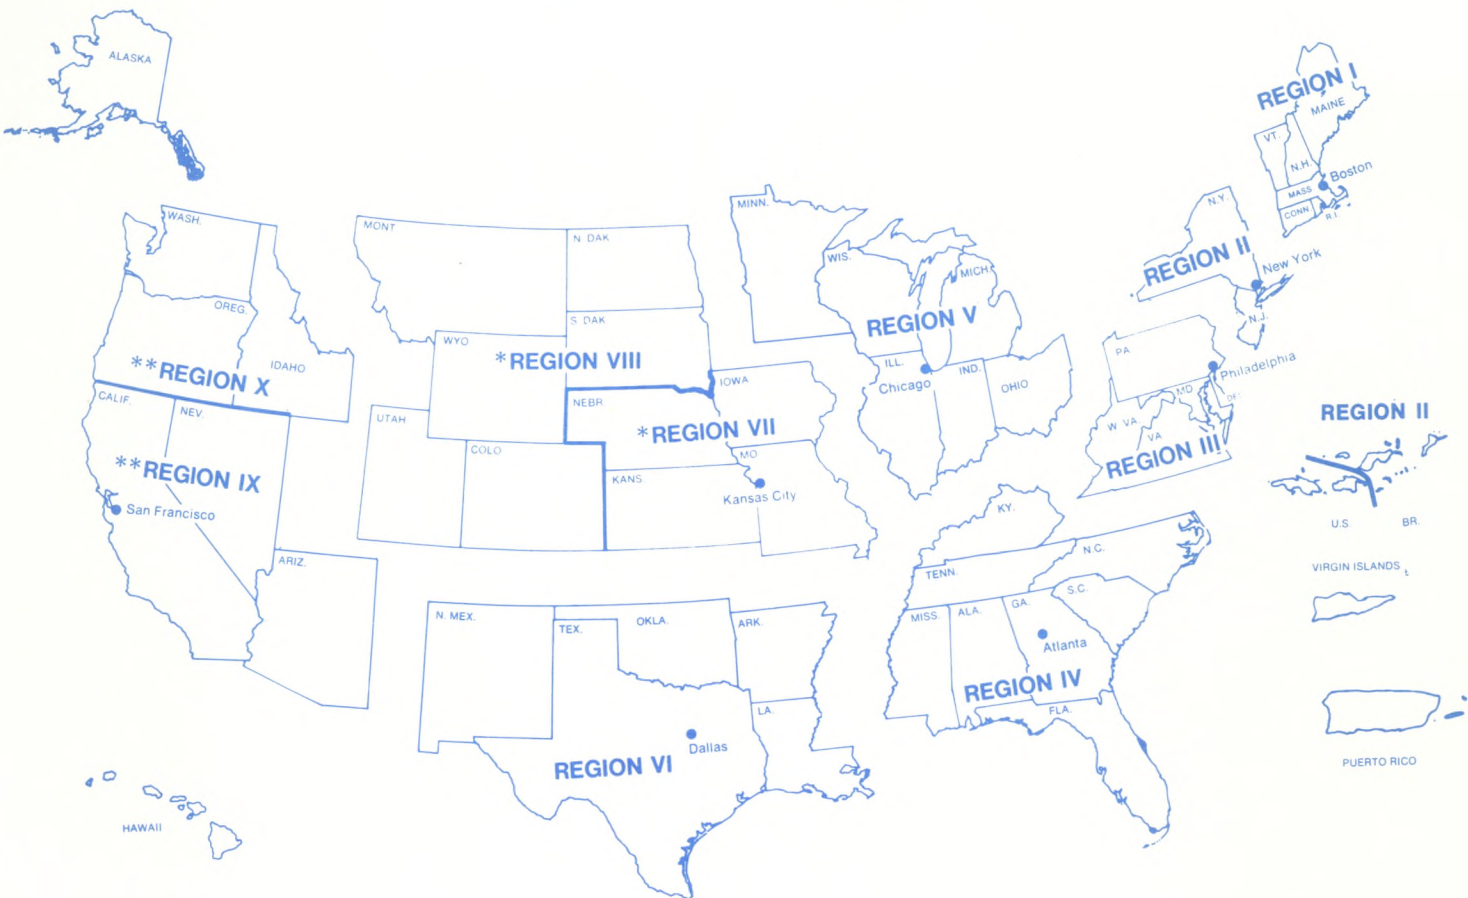 ALASKA
REGION I
MAINE
VT.
N.H.
MASS
Boston
CONN
R.I.
N.Y.
REGION II
New York
N.J.
WASH.
OREG.
IDAHO
**REGION X
MONT
N DAK
S DAK
WYO
*REGION VIII
UTAH
COLO
MINN.
WIS.
MICH.
REGION V
ILL.
IND.
OHIO
Chicago
IOWA
NEBR.
*REGION VII
MO
KANS
Kansas City
PA
Philadelphia
MD
DE
W VA
VA
REGION III
CALIF.
NEV.
**REGION IX
San Francisco
ARIZ.
REGION II
U.S.
BR.
VIRGIN ISLANDS
PUERTO RICO
KY.
TENN.
N.C.
S.C.
MISS.
ALA.
GA.
Atlanta
REGION IV
FLA.
N. MEX.
TEX.
OKLA.
ARK.
LA.
Dallas
REGION VI
HAWAII